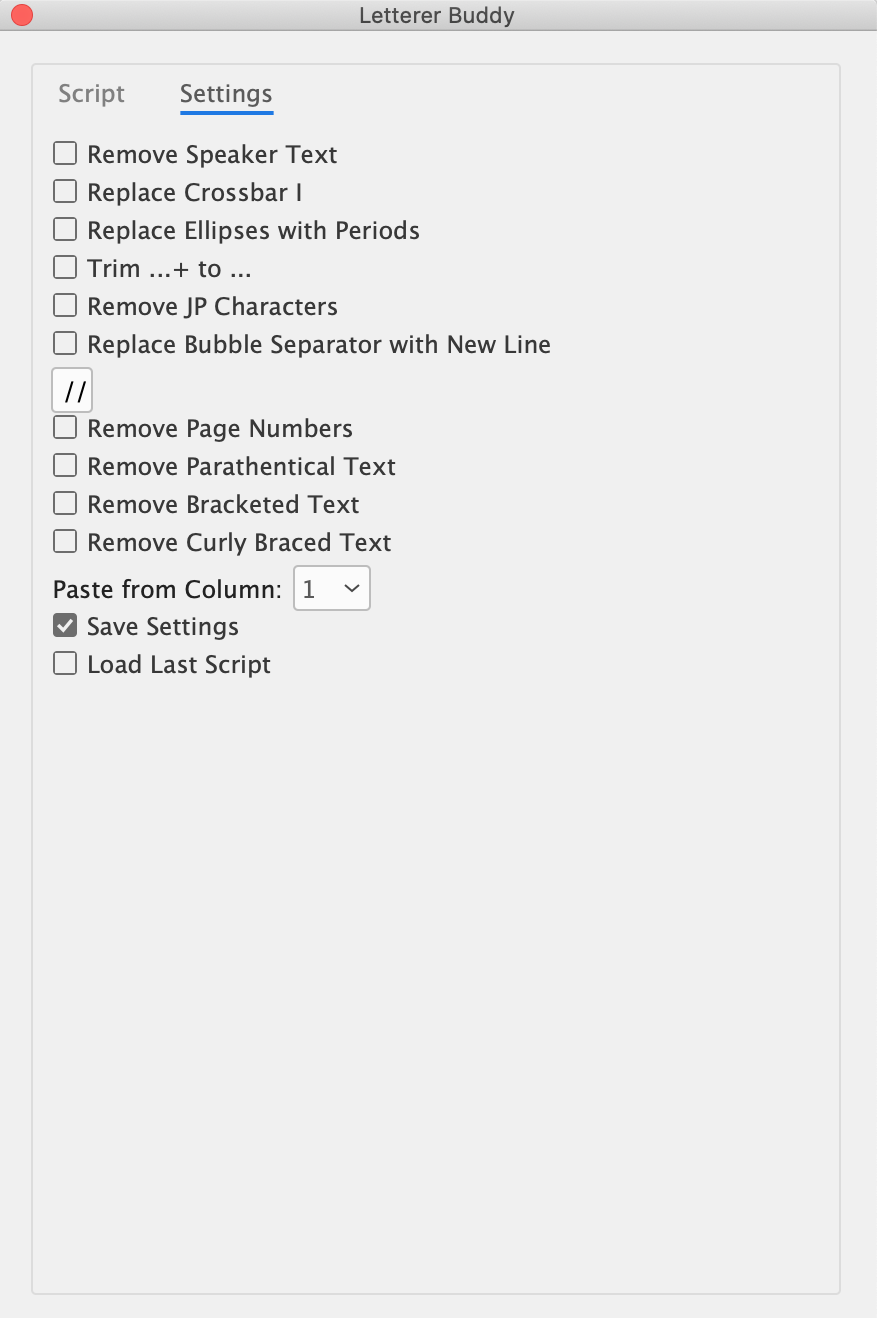 Letterer Buddy
Script Settings
Remove Speaker Text
Replace Crossbar I
Replace Ellipses with Periods
Trim ...+ to ...
Remove JP Characters
Replace Bubble Separator with New Line
//
Remove Page Numbers
Remove Parathentical Text
Remove Bracketed Text
Remove Curly Braced Text
Paste from Column: 1
Save Settings
Load Last Script